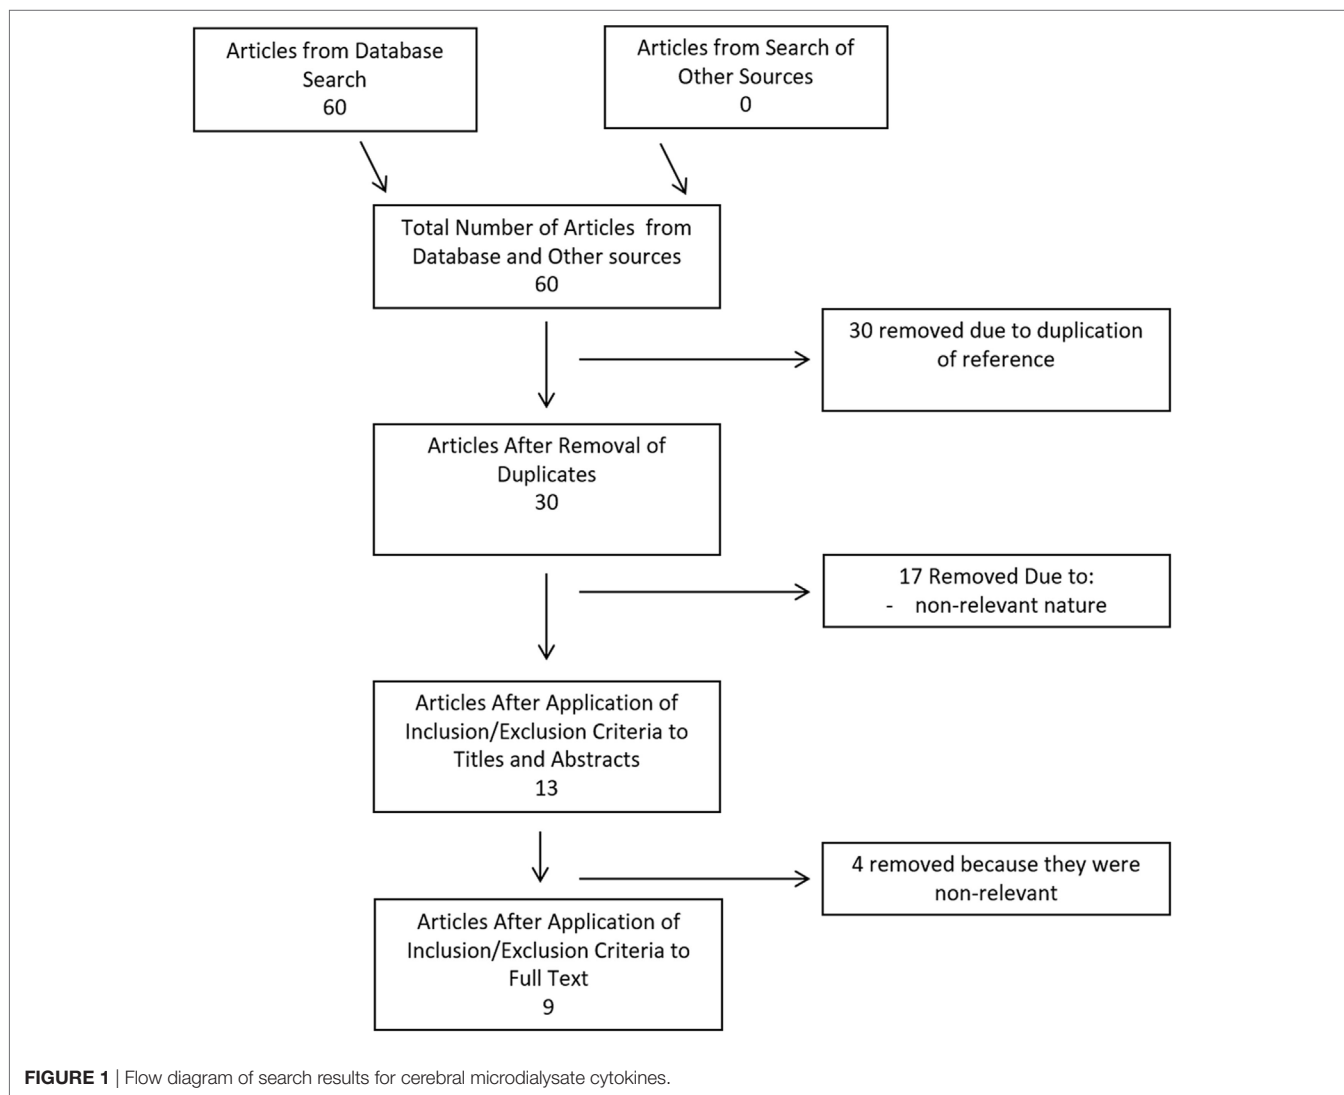 Articles from Database
Search
60
Articles from Search of
Other Sources
0
Total Number of Articles from
Database and Other sources
60
30 removed due to duplication
of reference
Articles After Removal of
Duplicates
30
17 Removed Due to:
- non-relevant nature
Articles After Application of
Inclusion/Exclusion Criteria to
Titles and Abstracts
13
4 removed because they were
non-relevant
Articles After Application of
Inclusion/Exclusion Criteria to
Full Text
9
FIGURE 1 | Flow diagram of search results for cerebral microdialysate cytokines.